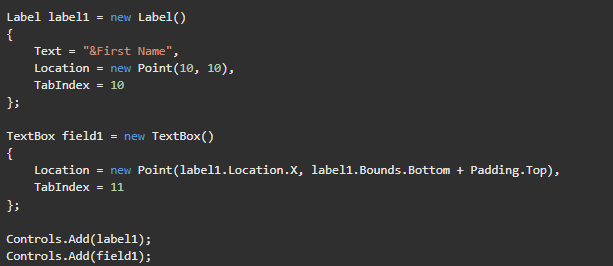 Label label1 = new Label()
{
    Text = "&First Name",
    Location = new Point(10, 10),
    TabIndex = 10
};

TextBox field1 = new TextBox()
{
    Location = new Point(label1.Location.X, label1.Bounds.Bottom + Padding.Top),
    TabIndex = 11
};

Controls.Add(label1);
Controls.Add(field1);